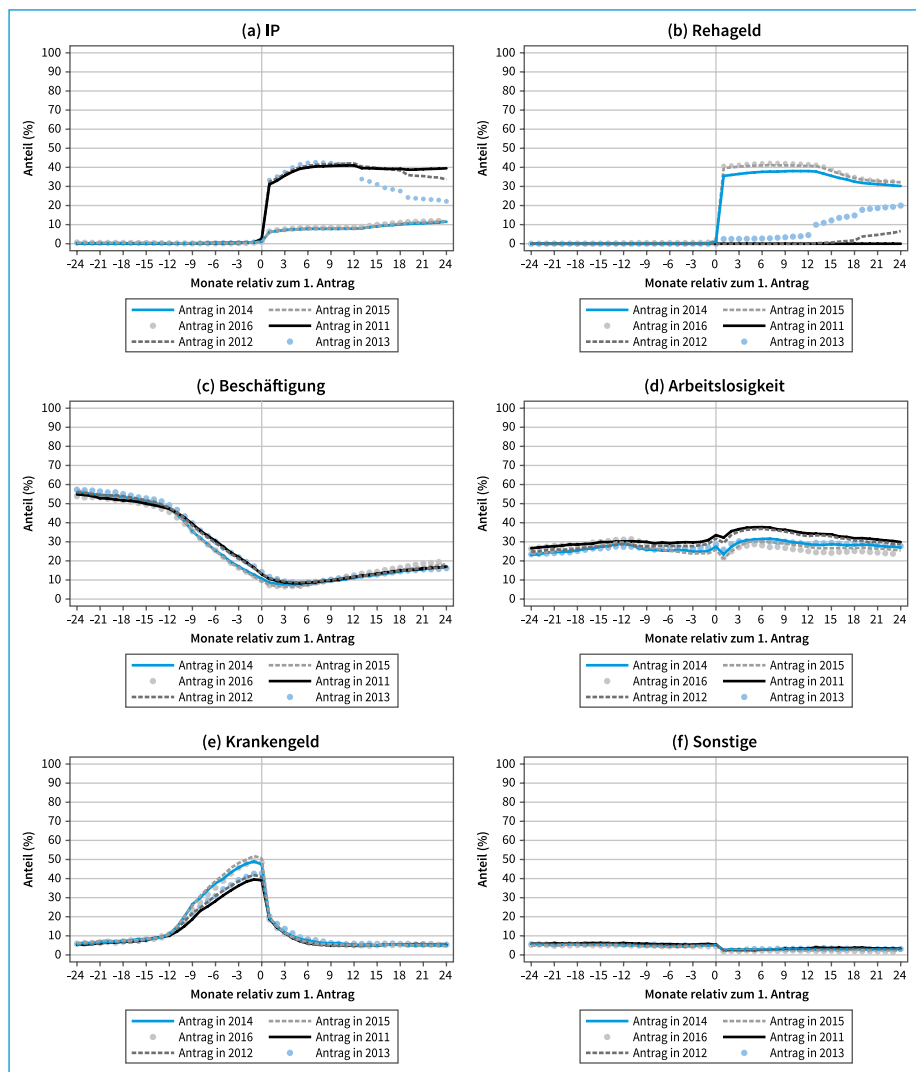 (a) IP
100
90
80
70
60
50
40
30
20
10
0
Anteil (%)
–24 –21 –18 –15 –12 –9 –6 –3 0 3 6 9 12 15 18 21 24
Monate relativ zum 1. Antrag
Antrag in 2014 Antrag in 2015
Antrag in 2016 Antrag in 2011
Antrag in 2012 Antrag in 2013
(b) Rehageld
100
90
80
70
60
50
40
30
20
10
0
Anteil (%)
–24 –21 –18 –15 –12 –9 –6 –3 0 3 6 9 12 15 18 21 24
Monate relativ zum 1. Antrag
Antrag in 2014 Antrag in 2015
Antrag in 2016 Antrag in 2011
Antrag in 2012 Antrag in 2013
(c) Beschäftigung
100
90
80
70
60
50
40
30
20
10
0
Anteil (%)
–24 –21 –18 –15 –12 –9 –6 –3 0 3 6 9 12 15 18 21 24
Monate relativ zum 1. Antrag
Antrag in 2014 Antrag in 2015
Antrag in 2016 Antrag in 2011
Antrag in 2012 Antrag in 2013
(d) Arbeitslosigkeit
100
90
80
70
60
50
40
30
20
10
0
Anteil (%)
–24 –21 –18 –15 –12 –9 –6 –3 0 3 6 9 12 15 18 21 24
Monate relativ zum 1. Antrag
Antrag in 2014 Antrag in 2015
Antrag in 2016 Antrag in 2011
Antrag in 2012 Antrag in 2013
(e) Krankengeld
100
90
80
70
60
50
40
30
20
10
0
Anteil (%)
–24 –21 –18 –15 –12 –9 –6 –3 0 3 6 9 12 15 18 21 24
Monate relativ zum 1. Antrag
Antrag in 2014 Antrag in 2015
Antrag in 2016 Antrag in 2011
Antrag in 2012 Antrag in 2013
(f) Sonstige
100
90
80
70
60
50
40
30
20
10
0
Anteil (%)
–24 –21 –18 –15 –12 –9 –6 –3 0 3 6 9 12 15 18 21 24
Monate relativ zum 1. Antrag
Antrag in 2014 Antrag in 2015
Antrag in 2016 Antrag in 2011
Antrag in 2012 Antrag in 2013